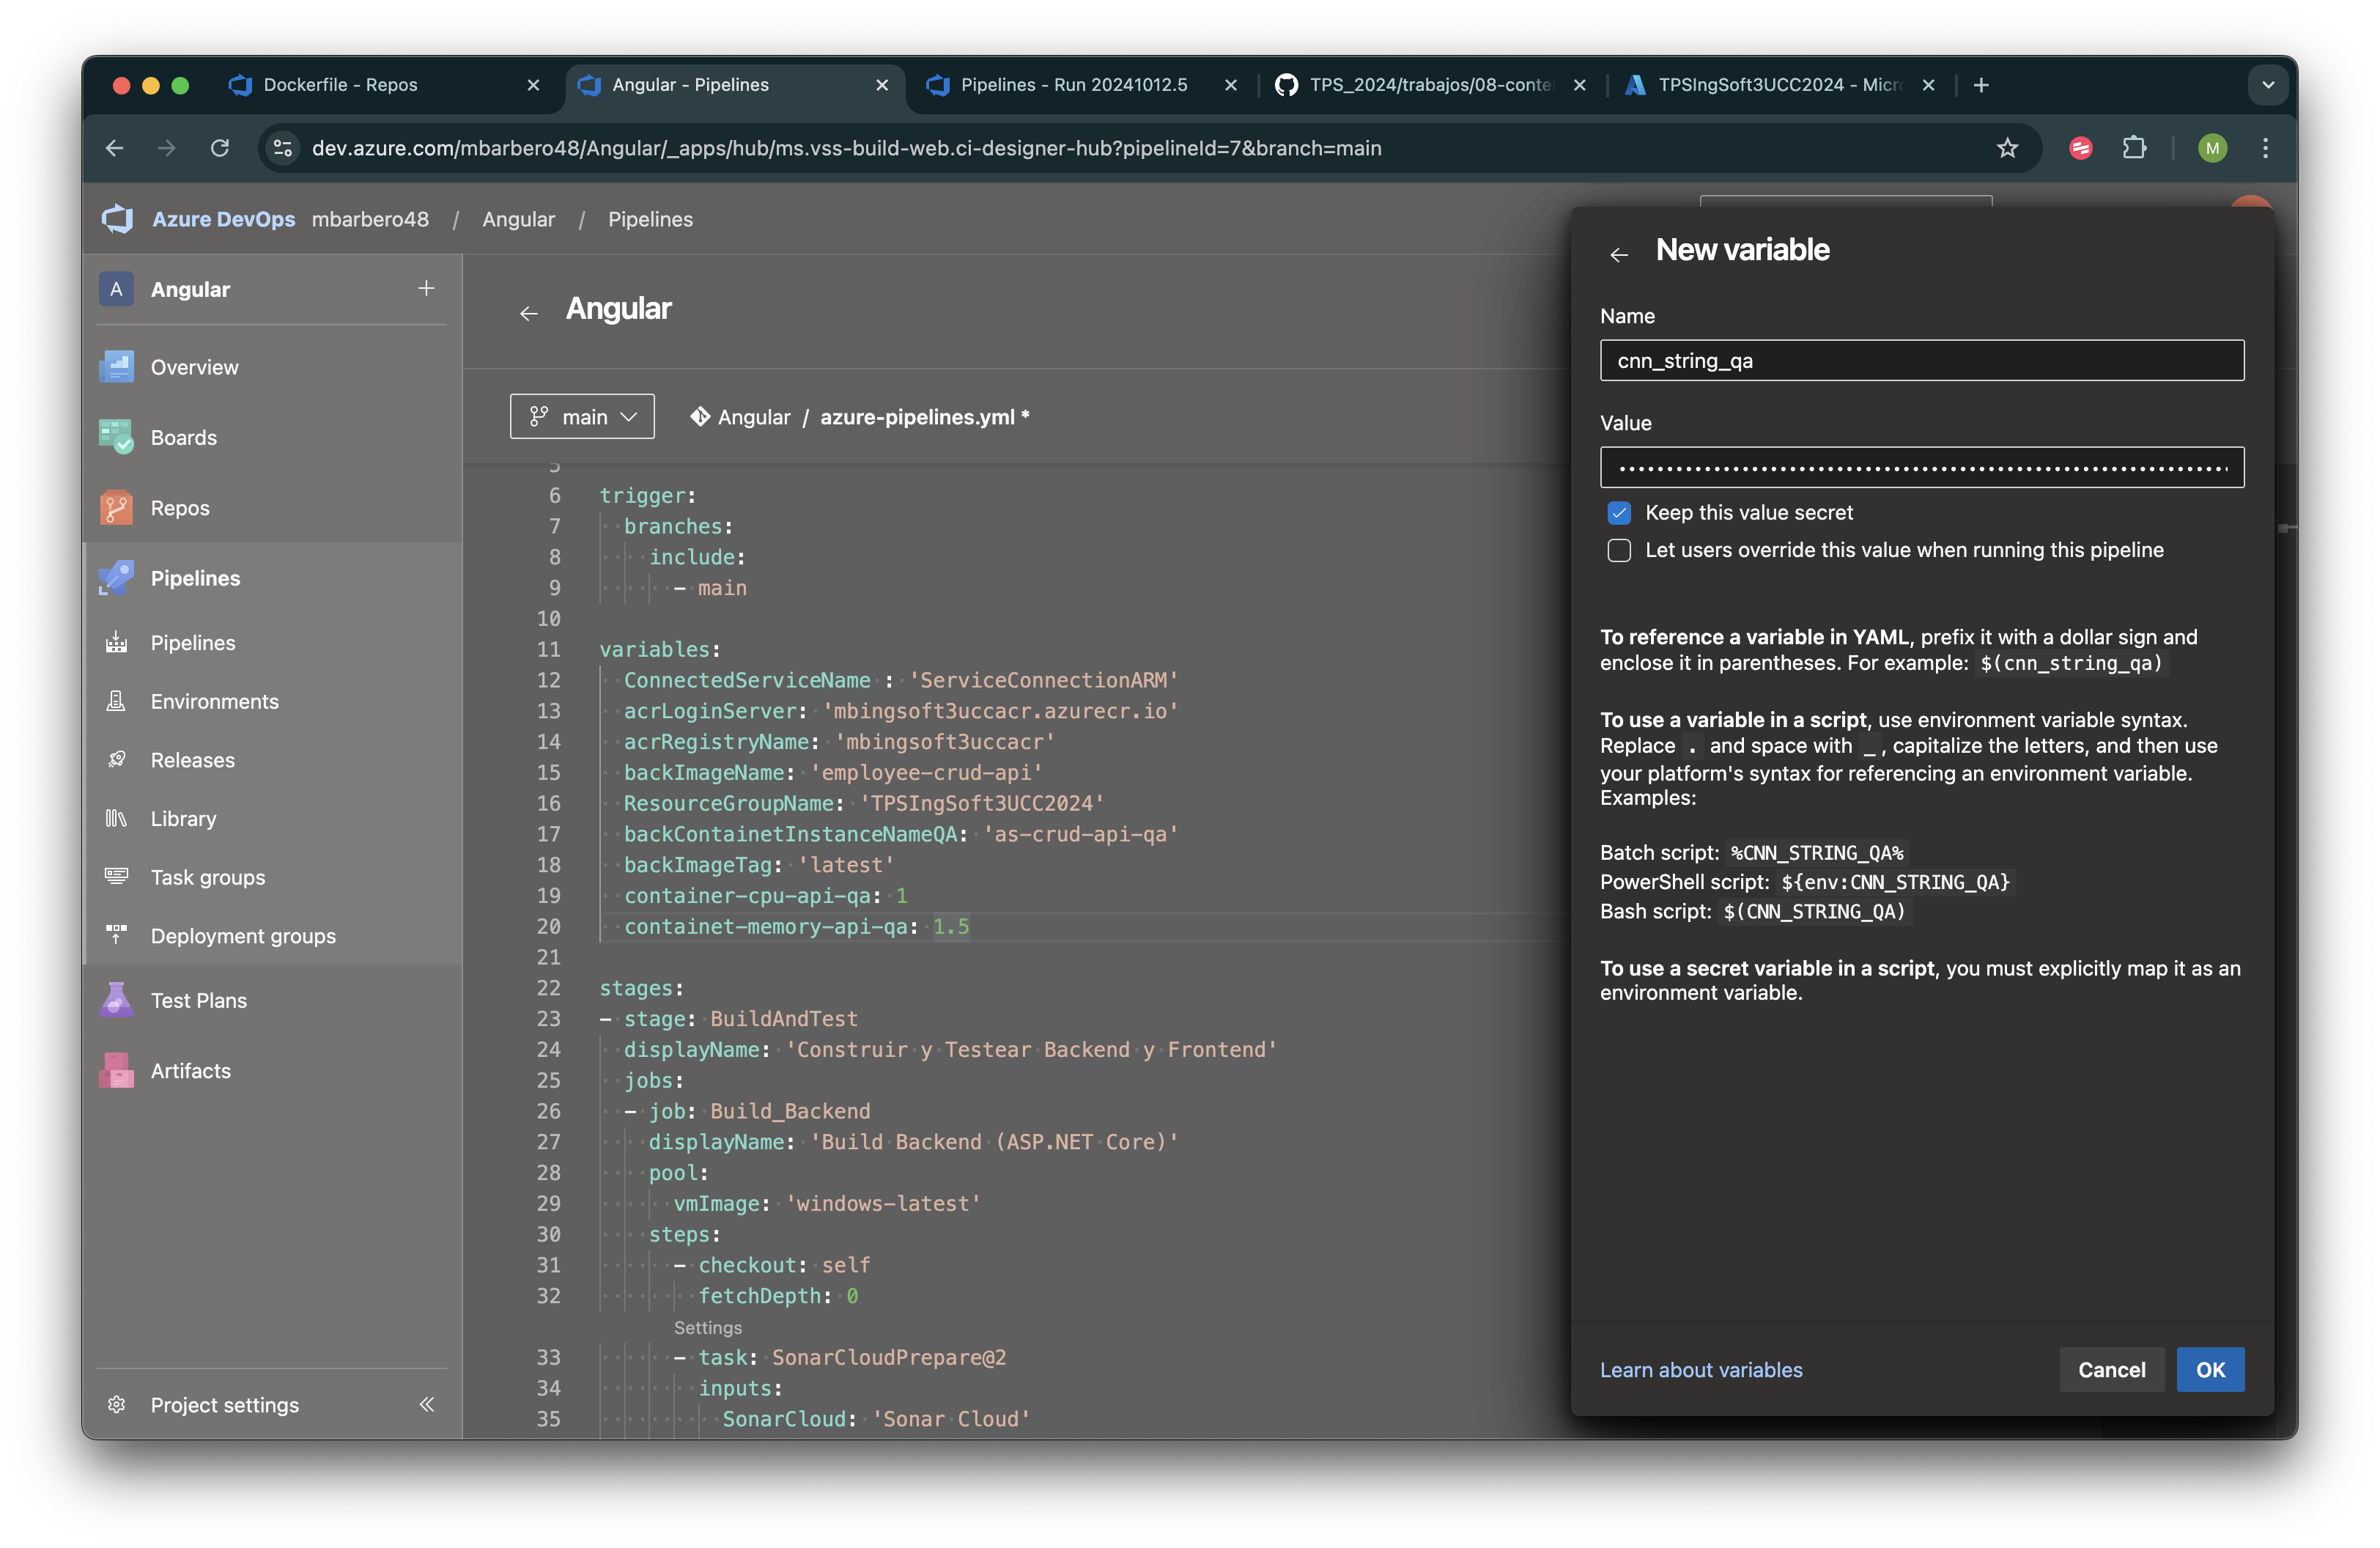 Dockerfile - Repos
Angular - Pipelines
Pipelines - Run 20241012.5
TPS_2024/trabajos/08-conte
TPSIngSoft3UCC2024 - Micr
dev.azure.com/mbarbero48/Angular/_apps/hub/ms.vss-build-web.ci-designer-hub?pipelineId=7&branch=main
M
Azure DevOps mbarbero48 / Angular / Pipelines
A Angular
Overview
Boards
Repos
Pipelines
Pipelines
Environments
Releases
Library
Task groups
Deployment groups
Test Plans
Artifacts
Project settings
Angular
main
Angular / azure-pipelines.yml *
5
6 trigger:
7 branches:
8 include:
9 - main
10
11 variables:
12 ConnectedServiceName : 'ServiceConnectionARM'
13 acrLoginServer: 'mbingsoft3uccacr.azurecr.io'
14 acrRegistryName: 'mbingsoft3uccacr'
15 backImageName: 'employee-crud-api'
16 ResourceGroupName: 'TPSIngSoft3UCC2024'
17 backContainetInstanceNameQA: 'as-crud-api-qa'
18 backImageTag: 'latest'
19 container-cpu-api-qa: 1
20 containet-memory-api-qa: 1.5
21
22 stages:
23 - stage: BuildAndTest
24 displayName: 'Construir y Testear Backend y Frontend'
25 jobs:
26 - job: Build_Backend
27 displayName: 'Build Backend (ASP.NET Core)'
28 pool:
29 vmImage: 'windows-latest'
30 steps:
31 - checkout: self
32 fetchDepth: 0
Settings
33 - task: SonarCloudPrepare@2
34 inputs:
35 SonarCloud: 'Sonar Cloud'
New variable
Name
cnn_string_qa
Value
Keep this value secret
Let users override this value when running this pipeline
To reference a variable in YAML, prefix it with a dollar sign and
enclose it in parentheses. For example: $(cnn_string_qa)
To use a variable in a script, use environment variable syntax.
Replace . and space with _, capitalize the letters, and then use
your platform's syntax for referencing an environment variable.
Examples:
Batch script: %CNN_STRING_QA%
PowerShell script: ${env:CNN_STRING_QA}
Bash script: $(CNN_STRING_QA)
To use a secret variable in a script, you must explicitly map it as an
environment variable.
Learn about variables
Cancel
OK